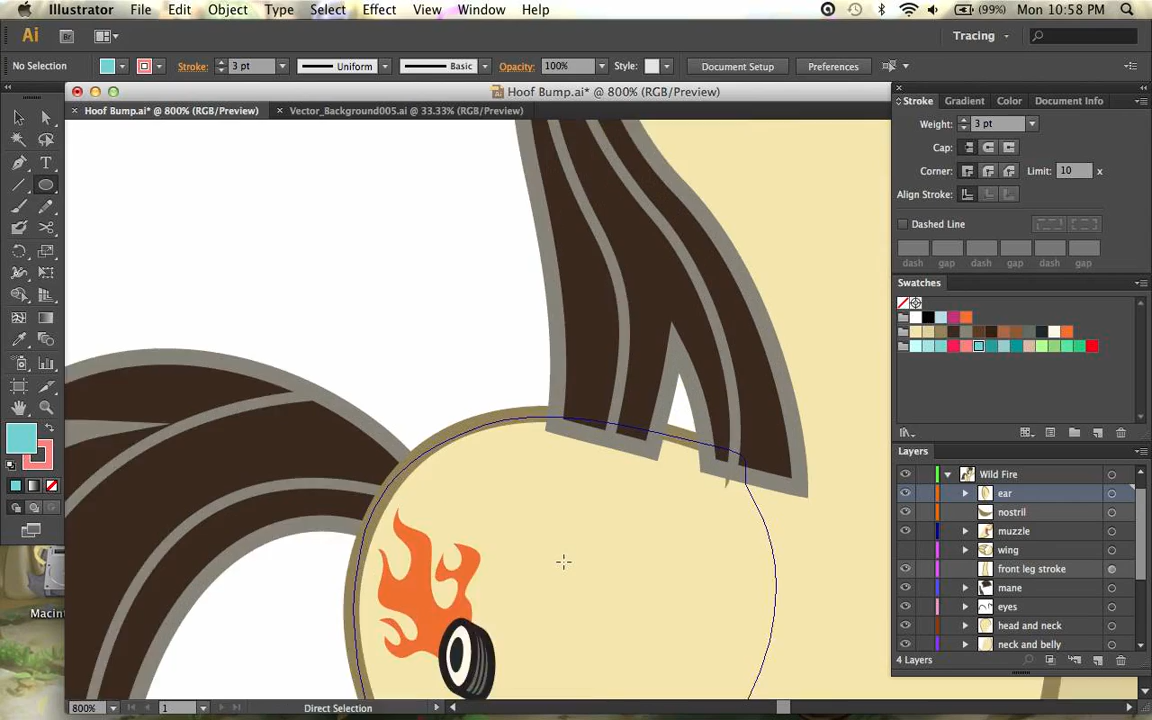 Illustrator File Edit Object Type Select Effect View Window Help (99%) Mon 10:58 PM
Ai Br Tracing
No Selection Stroke: 3 pt Uniform Basic Opacity: 100% Style: Document Setup Preferences
Hoof Bump.ai* @ 800% (RGB/Preview)
Hoof Bump.ai* @ 800% (RGB/Preview) Vector_Background005.ai @ 33.33% (RGB/Preview)
Stroke Gradient Color Document Info
Weight: 3 pt
Cap:
Corner: Limit: 10 x
Align Stroke:
Dashed Line
dash gap dash gap dash gap
Swatches
Layers
Wild Fire
ear
nostril
muzzle
wing
front leg stroke
mane
eyes
head and neck
neck and belly
4 Layers
Macint
800% 1 Direct Selection